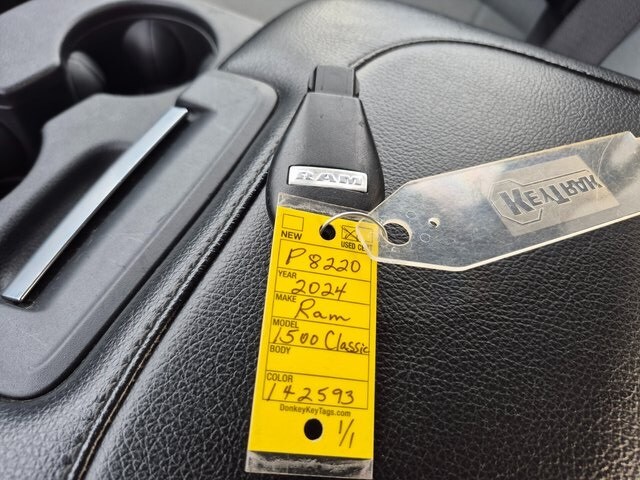 RAM
KEYTRAK
NEW
USED
P8220
YEAR
2024
MAKE
Ram
MODEL
1500 Classic
BODY
COLOR
142593
DonkeyKeyTags.com
1/1